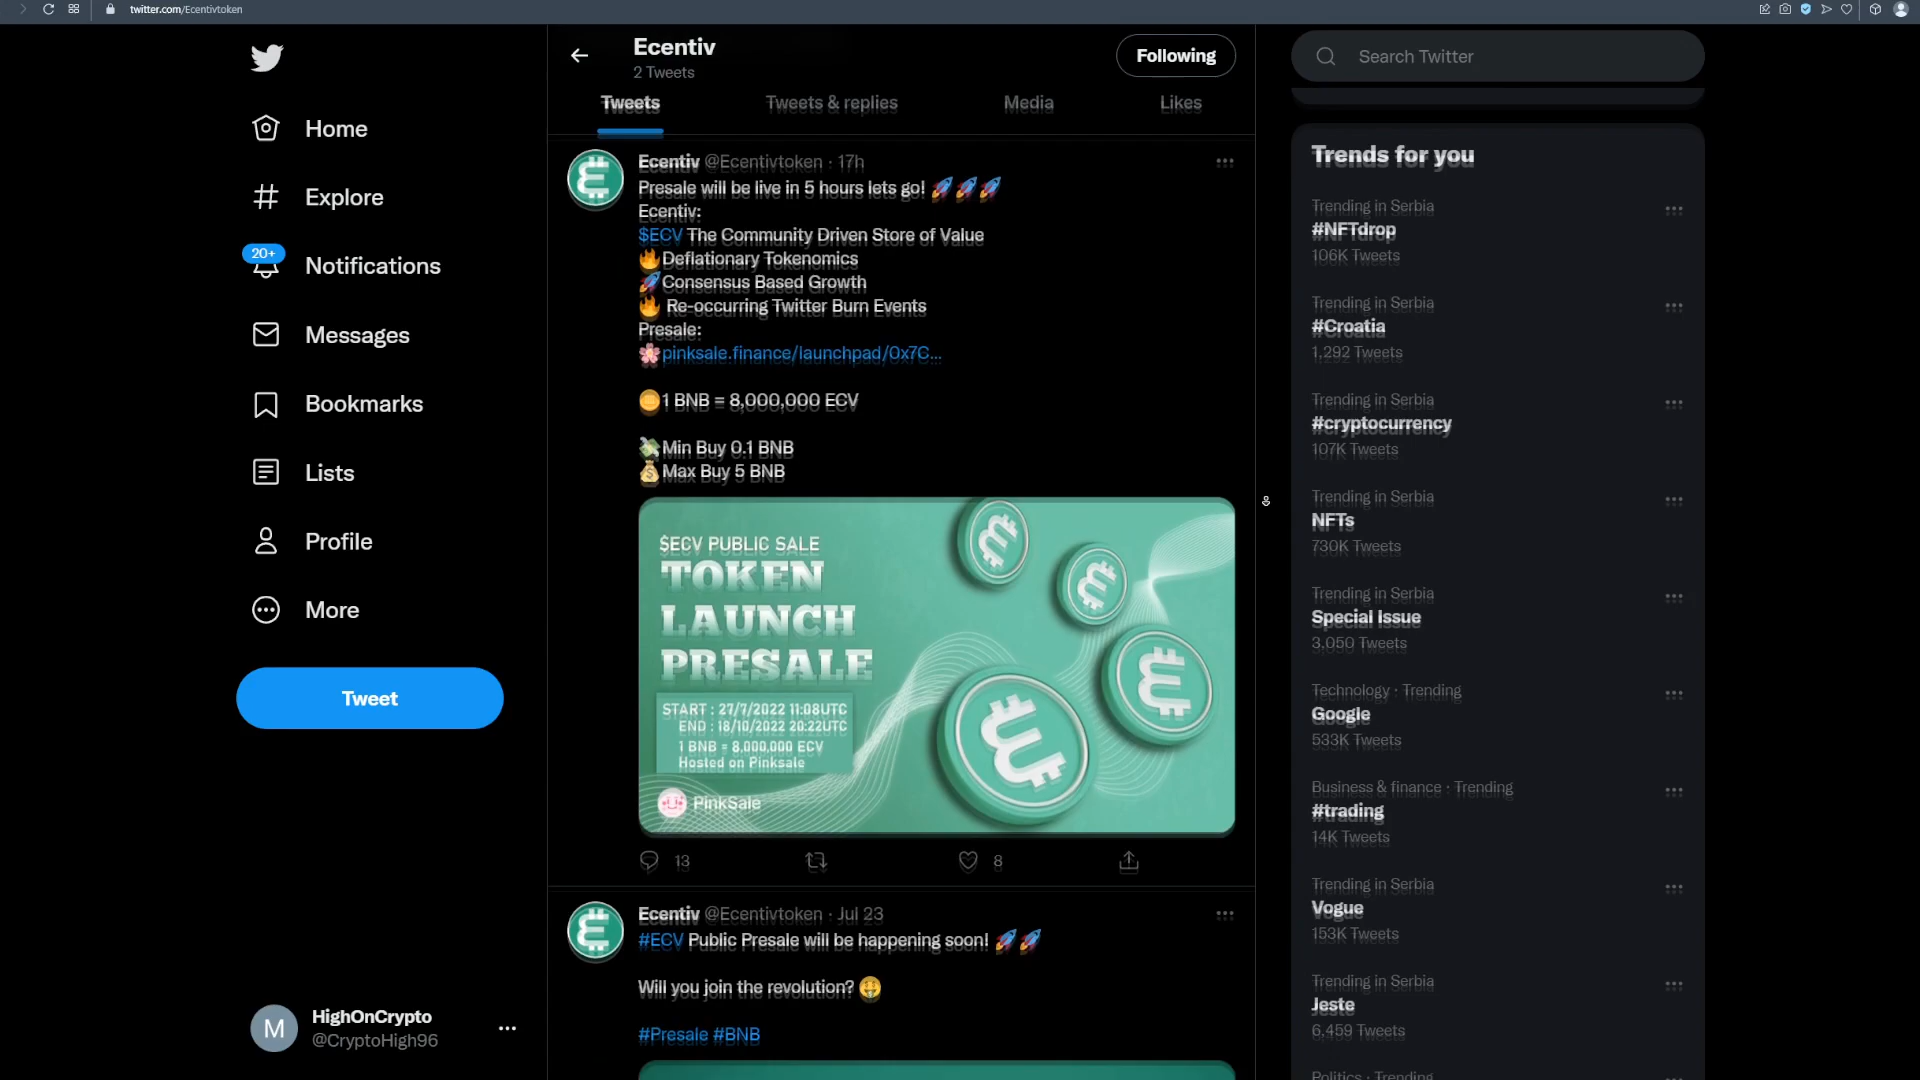 twitter.com/Ecentivtoken
Home
Explore
20+
Notifications
Messages
Bookmarks
Lists
Profile
More
Tweet
M
HighOnCrypto
@CryptoHigh96
Ecentiv
2 Tweets
Following
Tweets
Tweets & replies
Media
Likes
Ecentiv @Ecentivtoken · 17h
Presale will be live in 5 hours lets go! 🚀🚀🚀
Ecentiv:
$ECV The Community Driven Store of Value
🔥Deflationary Tokenomics
🚀Consensus Based Growth
🔥 Re-occurring Twitter Burn Events
Presale:
🌸pinksale.finance/launchpad/0x7C...
🪙1 BNB = 8,000,000 ECV
💸Min Buy 0.1 BNB
💰Max Buy 5 BNB
$ECV PUBLIC SALE
TOKEN
LAUNCH
PRESALE
START : 27/7/2022 11:08UTC
END : 18/10/2022 20:22UTC
1 BNB = 8,000,000 ECV
Hosted on Pinksale
PinkSale
13
8
Ecentiv @Ecentivtoken · Jul 23
#ECV Public Presale will be happening soon! 🚀🚀
Will you join the revolution? 🤑
#Presale #BNB
Search Twitter
Trends for you
Trending in Serbia
#NFTdrop
106K Tweets
Trending in Serbia
#Croatia
1,292 Tweets
Trending in Serbia
#cryptocurrency
107K Tweets
Trending in Serbia
NFTs
730K Tweets
Trending in Serbia
Special Issue
3,050 Tweets
Technology · Trending
Google
533K Tweets
Business & finance · Trending
#trading
14K Tweets
Trending in Serbia
Vogue
153K Tweets
Trending in Serbia
Jeste
6,459 Tweets
Politics · Trending